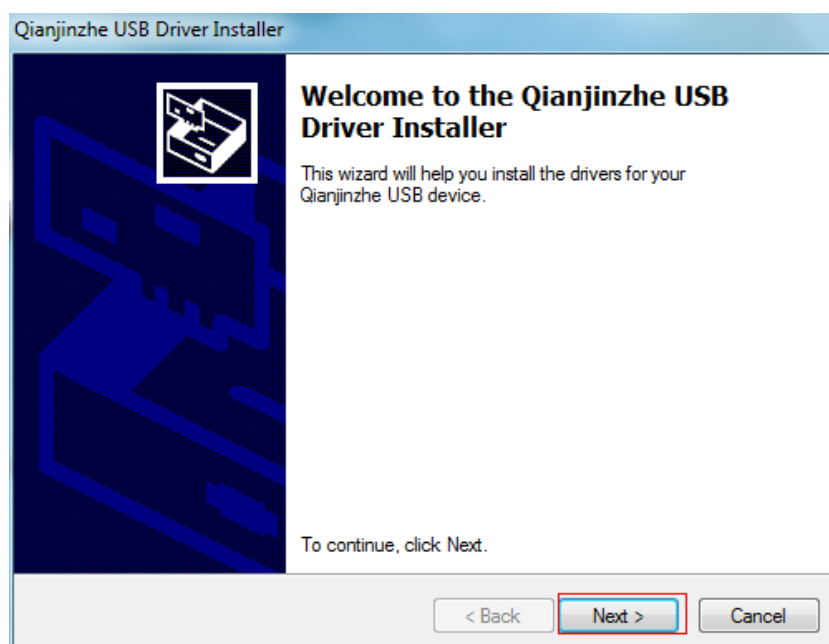 Qianjinzhe USB Driver Installer
Welcome to the Qianjinzhe USB
Driver Installer
This wizard will help you install the drivers for your
Qianjinzhe USB device.
To continue, click Next.
< Back
Next >
Cancel